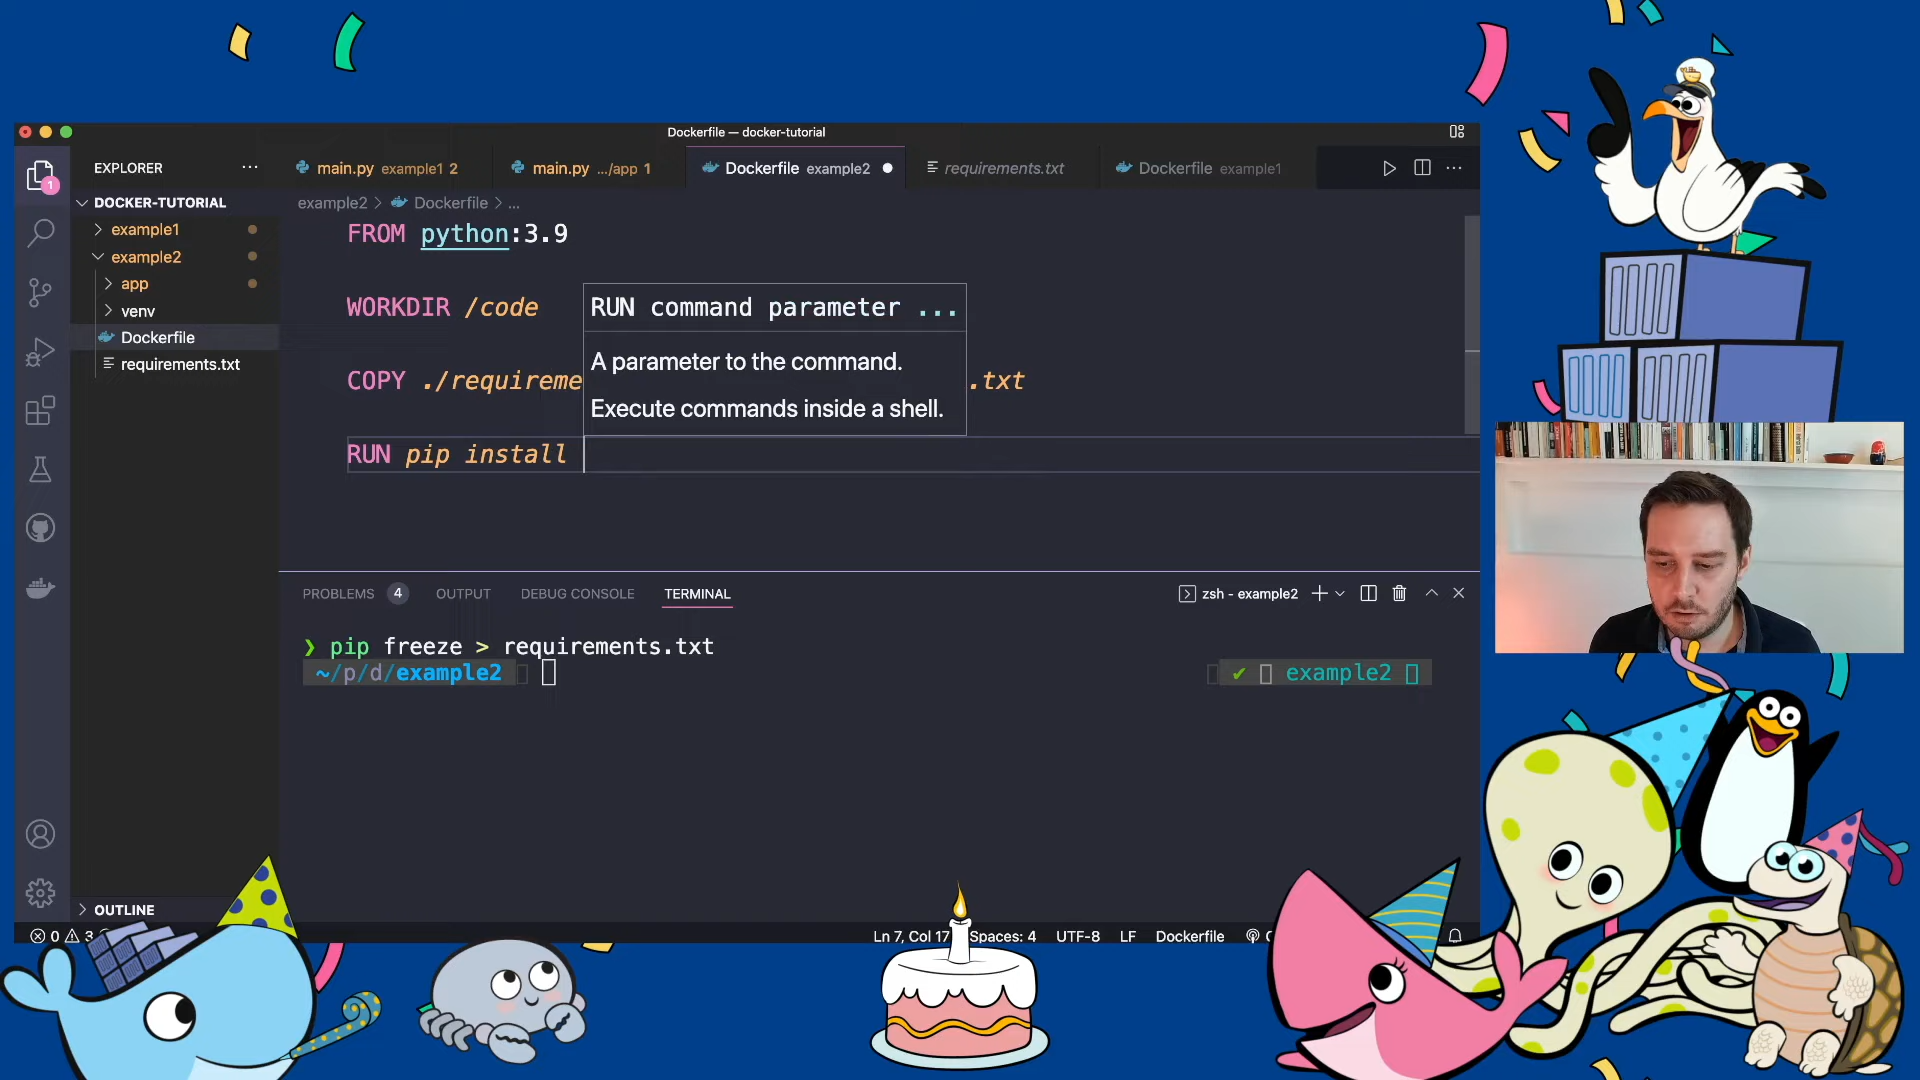 Dockerfile — docker-tutorial
EXPLORER
main.py example1 2
main.py .../app 1
Dockerfile example2
requirements.txt
Dockerfile example1
DOCKER-TUTORIAL
example1
example2
app
venv
Dockerfile
requirements.txt
example2 > Dockerfile > ...
FROM python:3.9
WORKDIR /code
RUN command parameter ...
A parameter to the command.
Execute commands inside a shell.
COPY ./requireme .txt
RUN pip install
1
PROBLEMS 4 OUTPUT DEBUG CONSOLE TERMINAL
zsh - example2
❯ pip freeze > requirements.txt
~/p/d/example2
✔ example2
OUTLINE
0 3
Ln 7, Col 17 Spaces: 4 UTF-8 LF Dockerfile